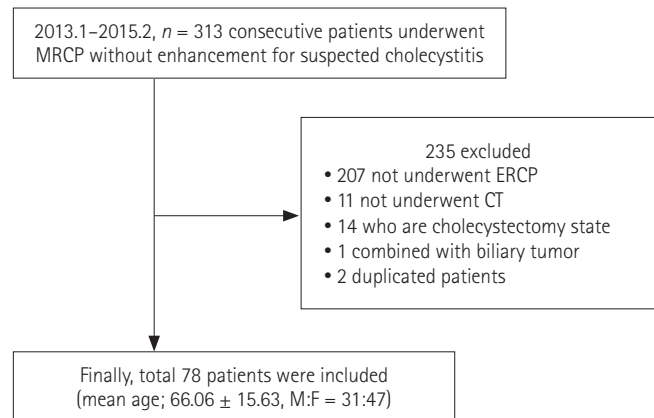 2013.1–2015.2, n = 313 consecutive patients underwent
MRCP without enhancement for suspected cholecystitis
235 excluded
• 207 not underwent ERCP
• 11 not underwent CT
• 14 who are cholecystectomy state
• 1 combined with biliary tumor
• 2 duplicated patients
Finally, total 78 patients were included
(mean age; 66.06 ± 15.63, M:F = 31:47)